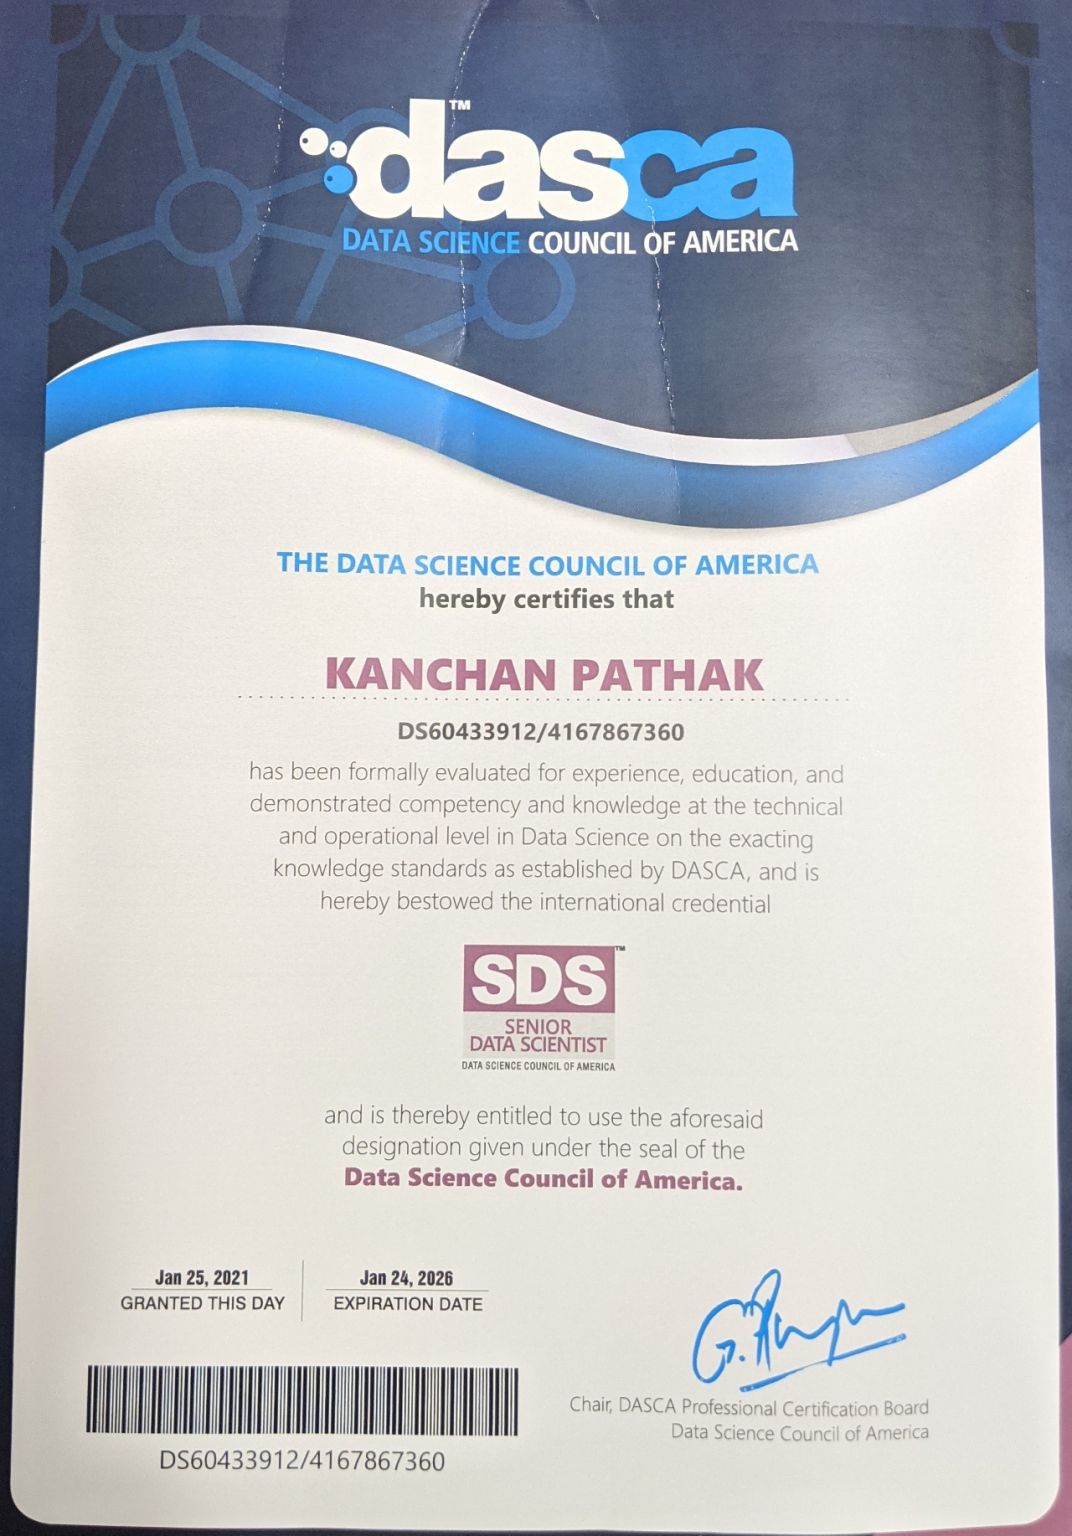 dasca™
DATA SCIENCE COUNCIL OF AMERICA
THE DATA SCIENCE COUNCIL OF AMERICA
hereby certifies that
KANCHAN PATHAK
DS60433912/4167867360
has been formally evaluated for experience, education, and
demonstrated competency and knowledge at the technical
and operational level in Data Science on the exacting
knowledge standards as established by DASCA, and is
hereby bestowed the international credential
SDS™
SENIOR
DATA SCIENTIST
DATA SCIENCE COUNCIL OF AMERICA
and is thereby entitled to use the aforesaid
designation given under the seal of the
Data Science Council of America.
Jan 25, 2021
GRANTED THIS DAY
Jan 24, 2026
EXPIRATION DATE
Chair, DASCA Professional Certification Board
Data Science Council of America
DS60433912/4167867360